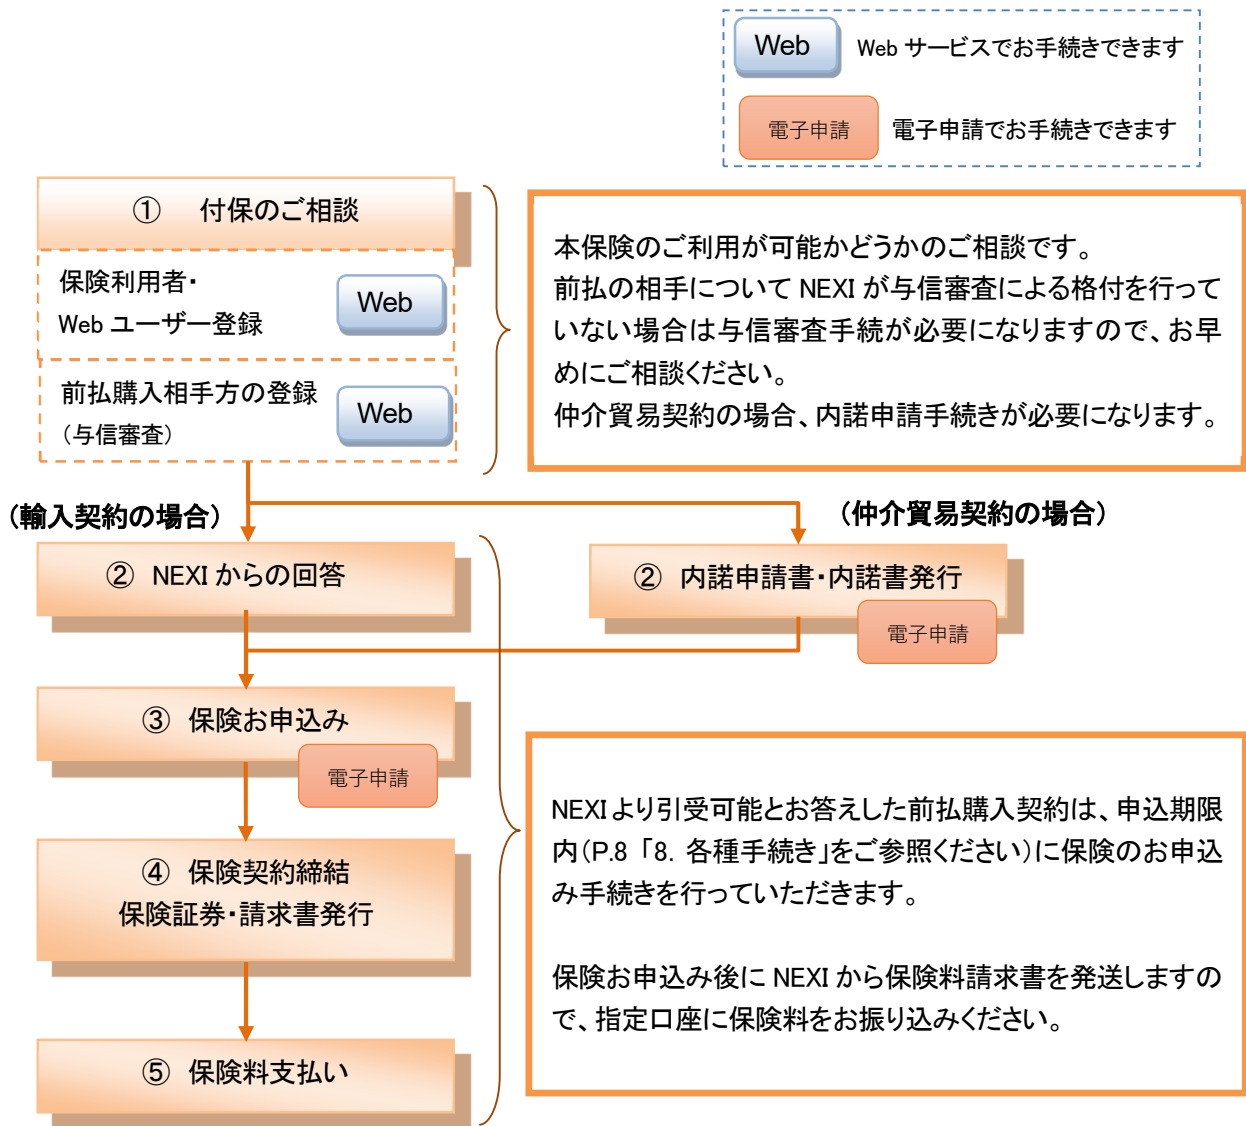 Web Web サービスでお手続きできます
電子申請 電子申請でお手続きできます
① 付保のご相談
保険利用者・
Web ユーザー登録
Web
前払購入相手方の登録
（与信審査）
Web
本保険のご利用が可能かどうかのご相談です。
前払の相手について NEXI が与信審査による格付を行って
いない場合は与信審査手続が必要になりますので、お早
めにご相談ください。
仲介貿易契約の場合、内諾申請手続きが必要になります。
（輸入契約の場合）
（仲介貿易契約の場合）
② NEXI からの回答
② 内諾申請書・内諾書発行
電子申請
③ 保険お申込み
電子申請
④ 保険契約締結
保険証券・請求書発行
⑤ 保険料支払い
NEXIより引受可能とお答えした前払購入契約は、申込期限
内（P.8 「8. 各種手続き」をご参照ください）に保険のお申込
み手続きを行っていただきます。
保険お申込み後に NEXI から保険料請求書を発送しますの
で、指定口座に保険料をお振り込みください。